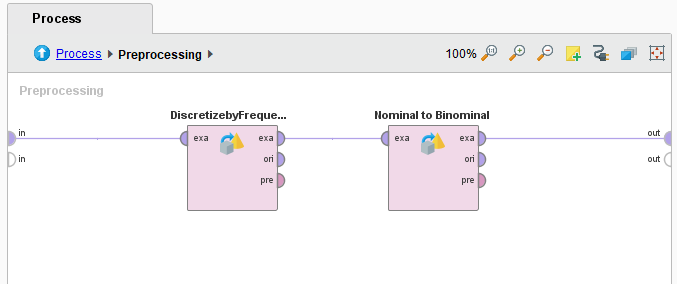 Process
Process Preprocessing 100%
Preprocessing
DiscretizebyFreque... Nominal to Binominal
in exa exa exa exa out
in ori ori out
pre pre